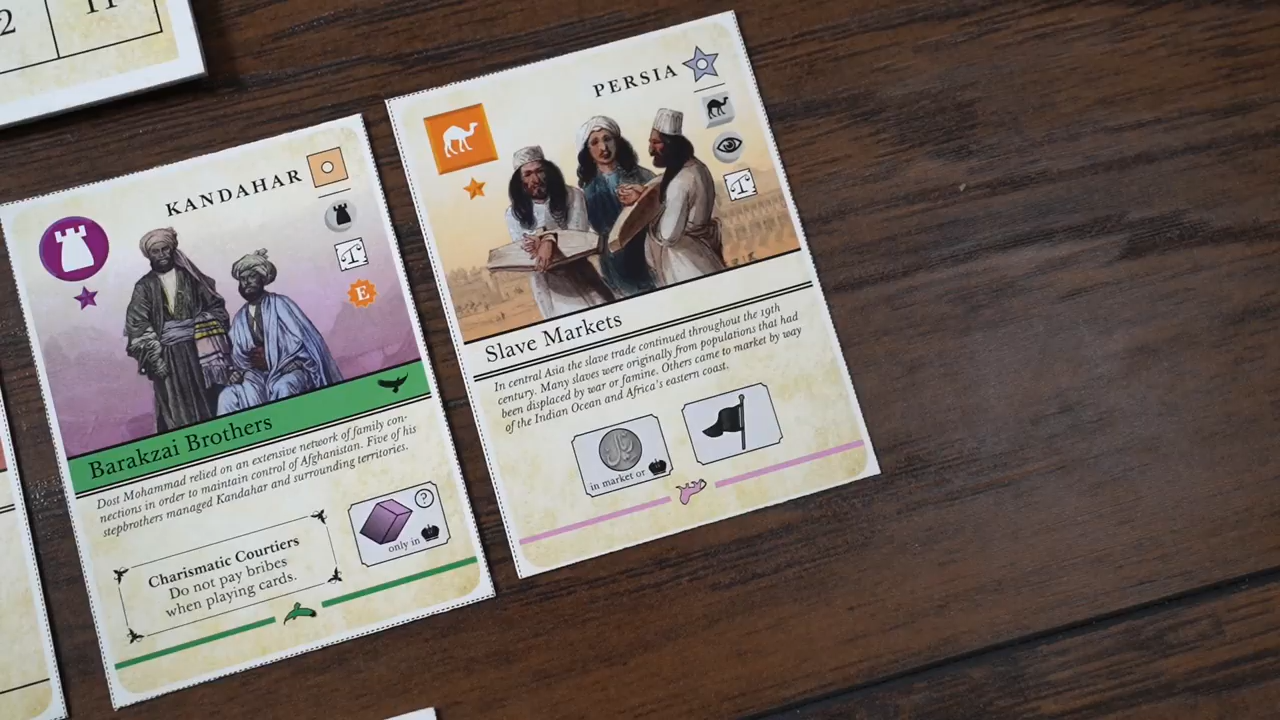 2
11
KANDAHAR
E
Barakzai Brothers
Dost Mohammad relied on an extensive network of family con-
nections in order to maintain control of Afghanistan. Five of his
stepbrothers managed Kandahar and surrounding territories.
Charismatic Courtiers
Do not pay bribes
when playing cards.
?
only in
PERSIA
Slave Markets
In central Asia the slave trade continued throughout the 19th
century. Many slaves were originally from populations that had
been displaced by war or famine. Others came to market by way
of the Indian Ocean and Africa's eastern coast.
in market or